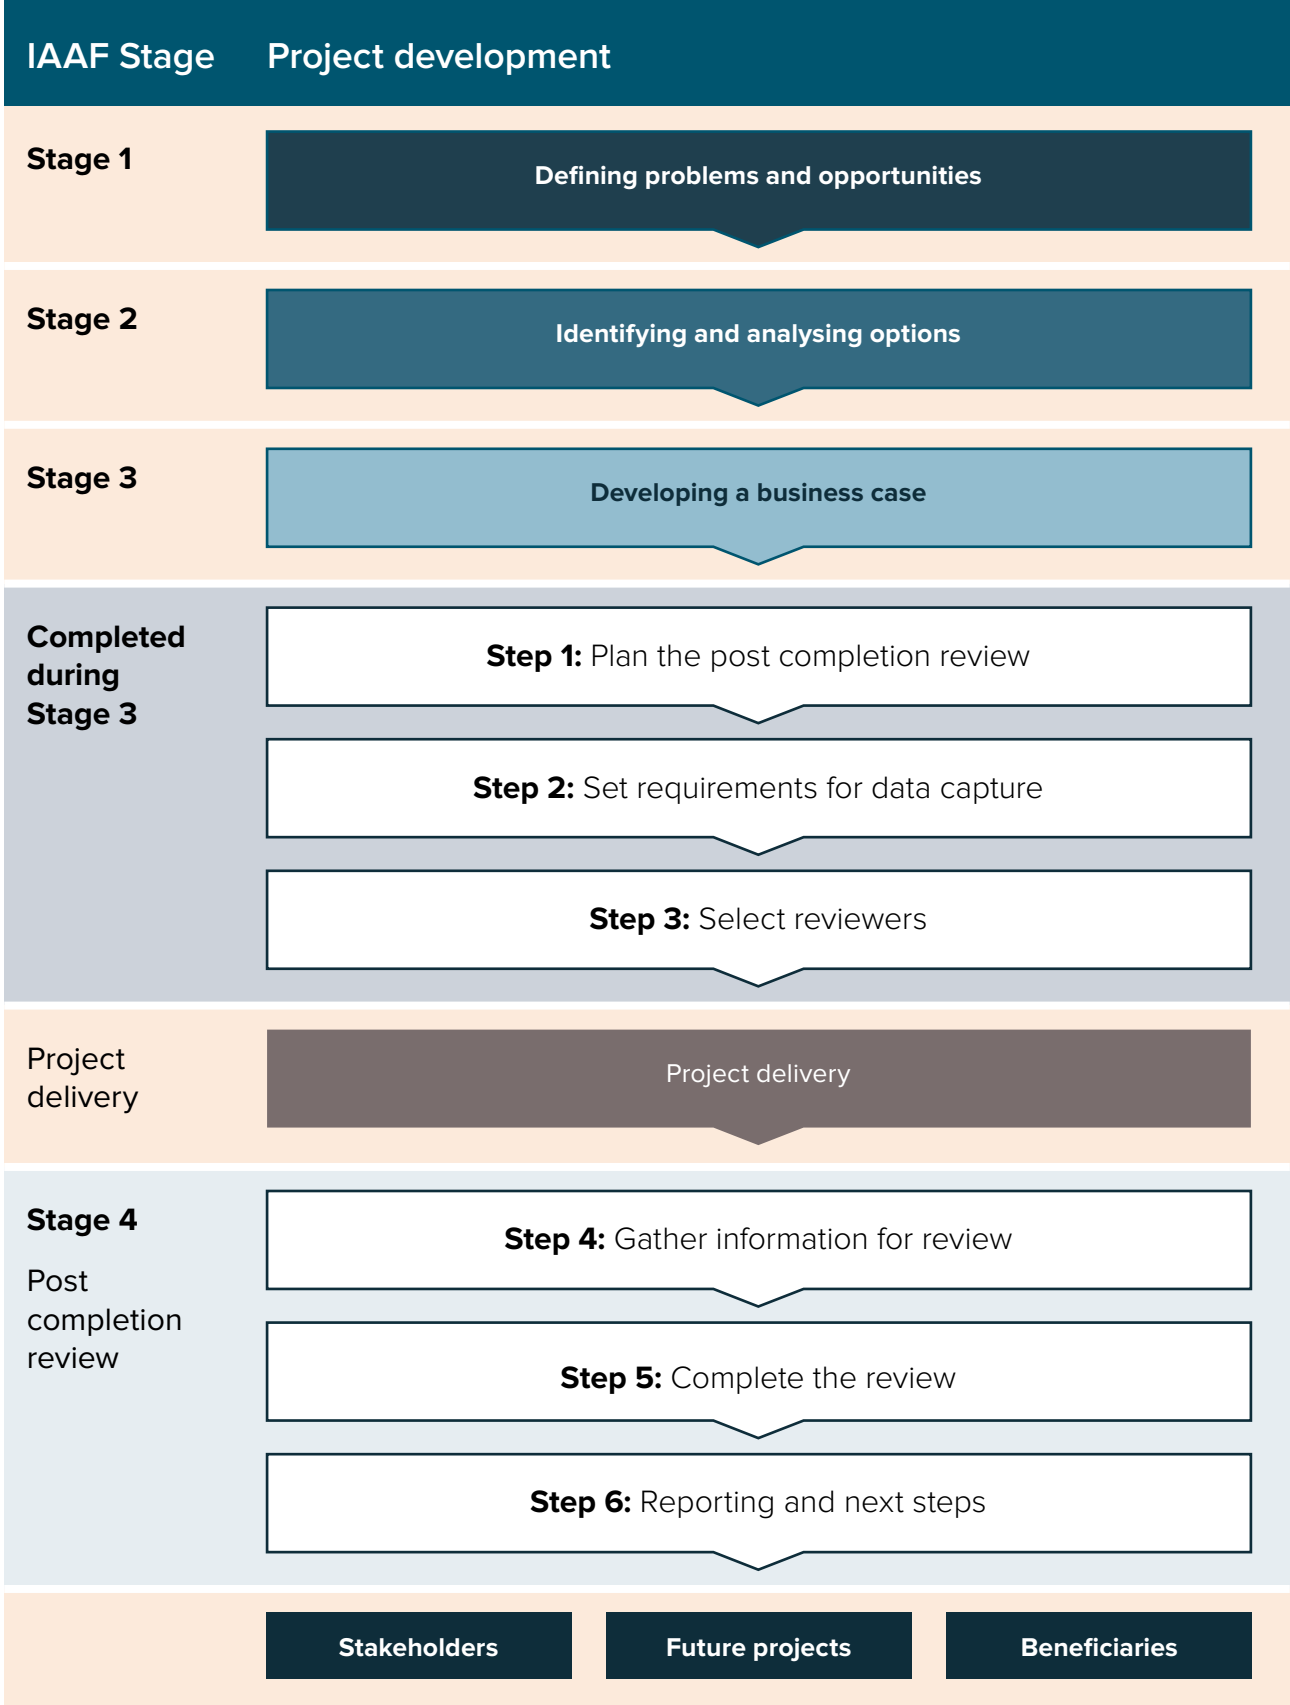 IAAF Stage
Project development
Stage 1
Defining problems and opportunities
Stage 2
Identifying and analysing options
Stage 3
Developing a business case
Completed
during
Stage 3
Step 1: Plan the post completion review
Step 2: Set requirements for data capture
Step 3: Select reviewers
Project
delivery
Project delivery
Stage 4
Post
completion
review
Step 4: Gather information for review
Step 5: Complete the review
Step 6: Reporting and next steps
Stakeholders
Future projects
Beneficiaries